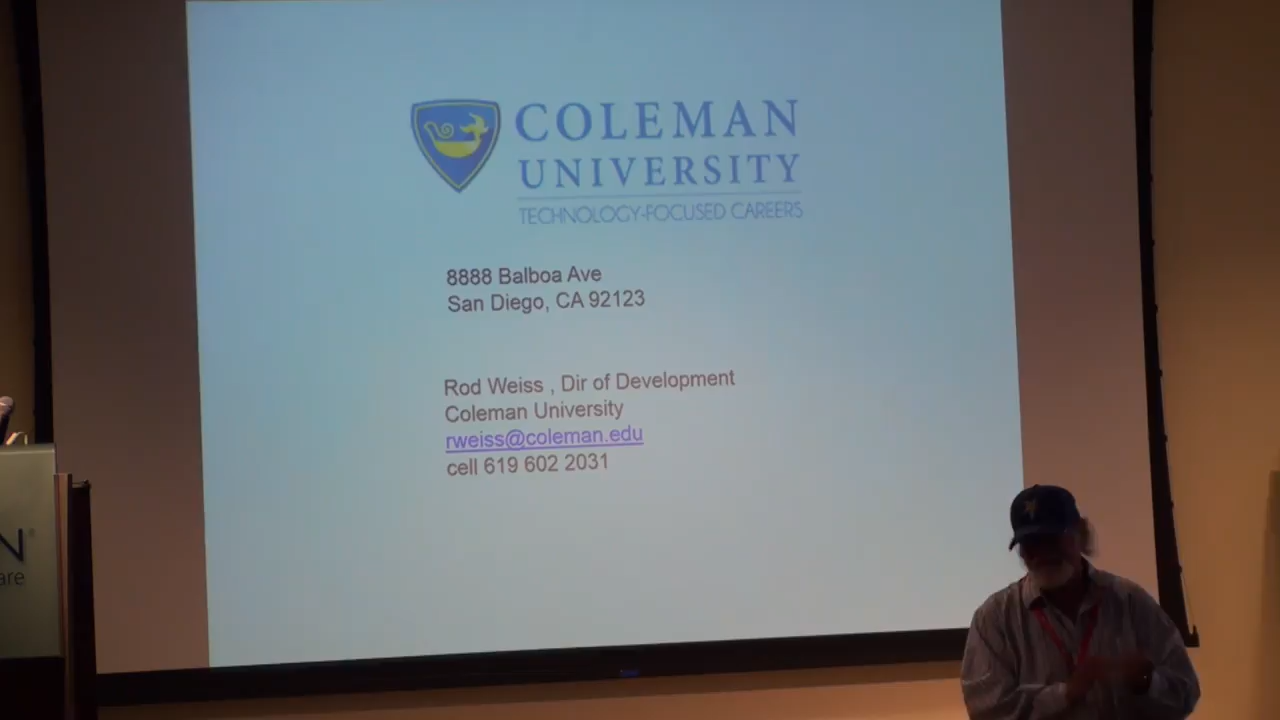 COLEMAN
UNIVERSITY
TECHNOLOGY-FOCUSED CAREERS
8888 Balboa Ave
San Diego, CA 92123
Rod Weiss , Dir of Development
Coleman University
rweiss@coleman.edu
cell 619 602 2031